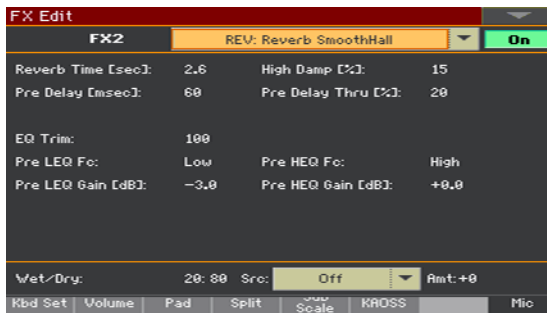 FX Edit
FX2 REV: Reverb SmoothHall On
Reverb Time [sec]: 2.6 High Damp [%]: 15
Pre Delay [msec]: 60 Pre Delay Thru [%]: 20
EQ Trim: 100
Pre LEQ Fc: Low Pre HEQ Fc: High
Pre LEQ Gain [dB]: -3.0 Pre HEQ Gain [dB]: +0.0
Wet/Dry: 20:80 Src: Off Amt:+0
Kbd Set Volume Pad Split Sub Scale KAOSS Mic